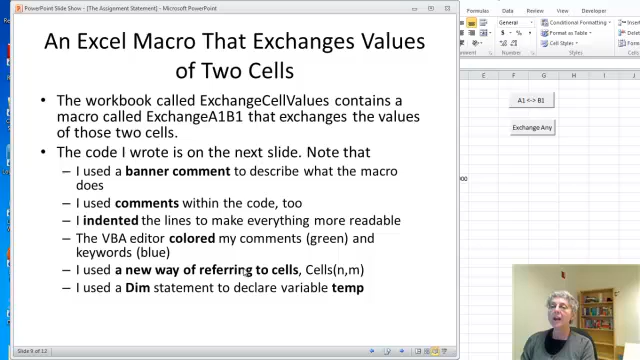 PowerPoint Slide Show - [The Assignment Statement] - Microsoft PowerPoint
An Excel Macro That Exchanges Values
of Two Cells
• The workbook called ExchangeCellValues contains a
macro called ExchangeA1B1 that exchanges the values
of those two cells.
• The code I wrote is on the next slide. Note that
– I used a banner comment to describe what the macro
does
– I used comments within the code, too
– I indented the lines to make everything more readable
– The VBA editor colored my comments (green) and
keywords (blue)
– I used a new way of referring to cells, Cells(n,m)
– I used a Dim statement to declare variable temp
Slide 9 of 12
General
Conditional Formatting
Format as Table
Cell Styles
Number
Styles
E F G H I J
A1 <-> B1
Exchange Any
000